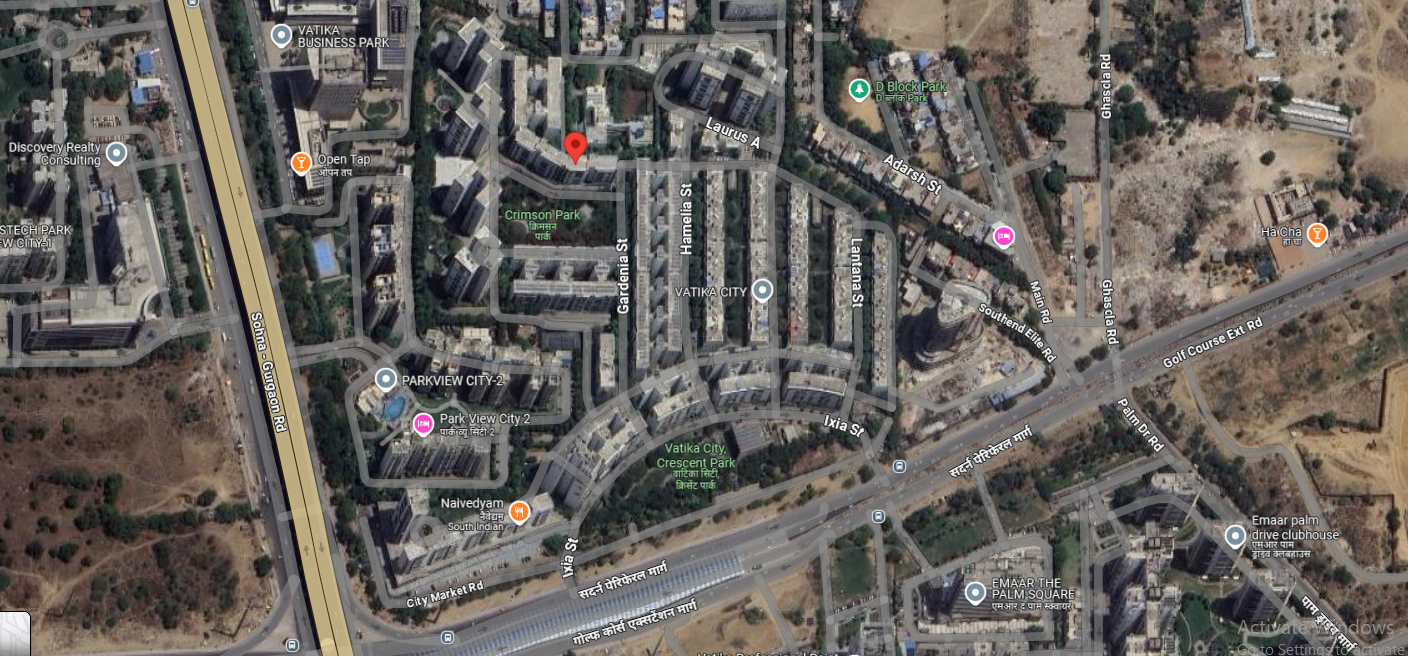 VATIKA
BUSINESS PARK
D Block Park
D ब्लॉक Park
Ghascla Rd
Laurus A
Discovery Realty
Consulting
Open Tap
ओपन तप
Adarsh St
Crimson Park
क्रिमसन
पार्क
Hamelia St
Gardenia St
Lantana St
STECH PARK
EW CITY-1
Ha Cha
हा चा
VATIKA CITY
Main Rd
Ghascla Rd
Southend Elite Rd
Golf Course Ext Rd
Sohna - Gurgaon Rd
PARKVIEW CITY-2
Park View City 2
पार्क व्यू सिटी 2
Ixia St
Palm Dr Rd
Vatika City,
Crescent Park
वाटिका सिटी,
क्रिसेंट पार्क
सदर्न पेरिफेरल मार्ग
Naivedyam
नैवेद्यम
South Indian
Ixia St
City Market Rd
सदर्न पेरिफेरल मार्ग
गोल्फ कोर्स एक्सटेंशन मार्ग
Emaar palm
drive clubhouse
एमआर पाम
ड्राइव क्लबहाउस
EMAAR THE
PALM SQUARE
एमआर द पाम स्क्वायर
पाम ड्राइव मार्ग
Activate Windows
Go to Settings to activate